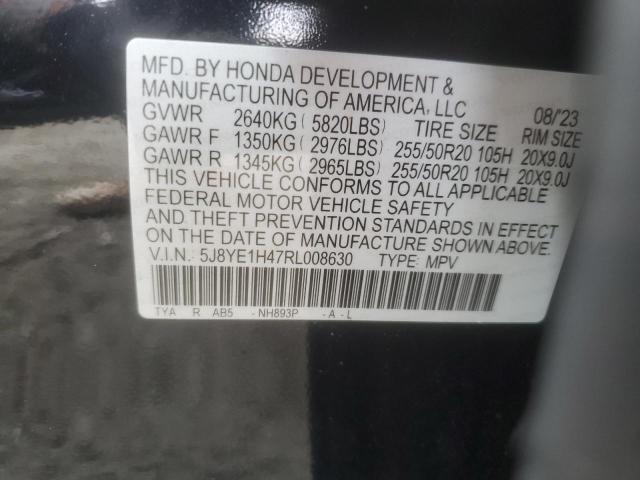 MFD. BY HONDA DEVELOPMENT &
MANUFACTURING OF AMERICA, LLC 08/'23
GVWR 2640KG ( 5820LBS) TIRE SIZE RIM SIZE
GAWR F 1350KG ( 2976LBS) 255/50R20 105H 20X9.0J
GAWR R 1345KG ( 2965LBS) 255/50R20 105H 20X9.0J
THIS VEHICLE CONFORMS TO ALL APPLICABLE
FEDERAL MOTOR VEHICLE SAFETY
AND THEFT PREVENTION STANDARDS IN EFFECT
ON THE DATE OF MANUFACTURE SHOWN ABOVE.
V.I.N.: 5J8YE1H47RL008630 TYPE: MPV
TYA R AB5 - NH893P - A - L